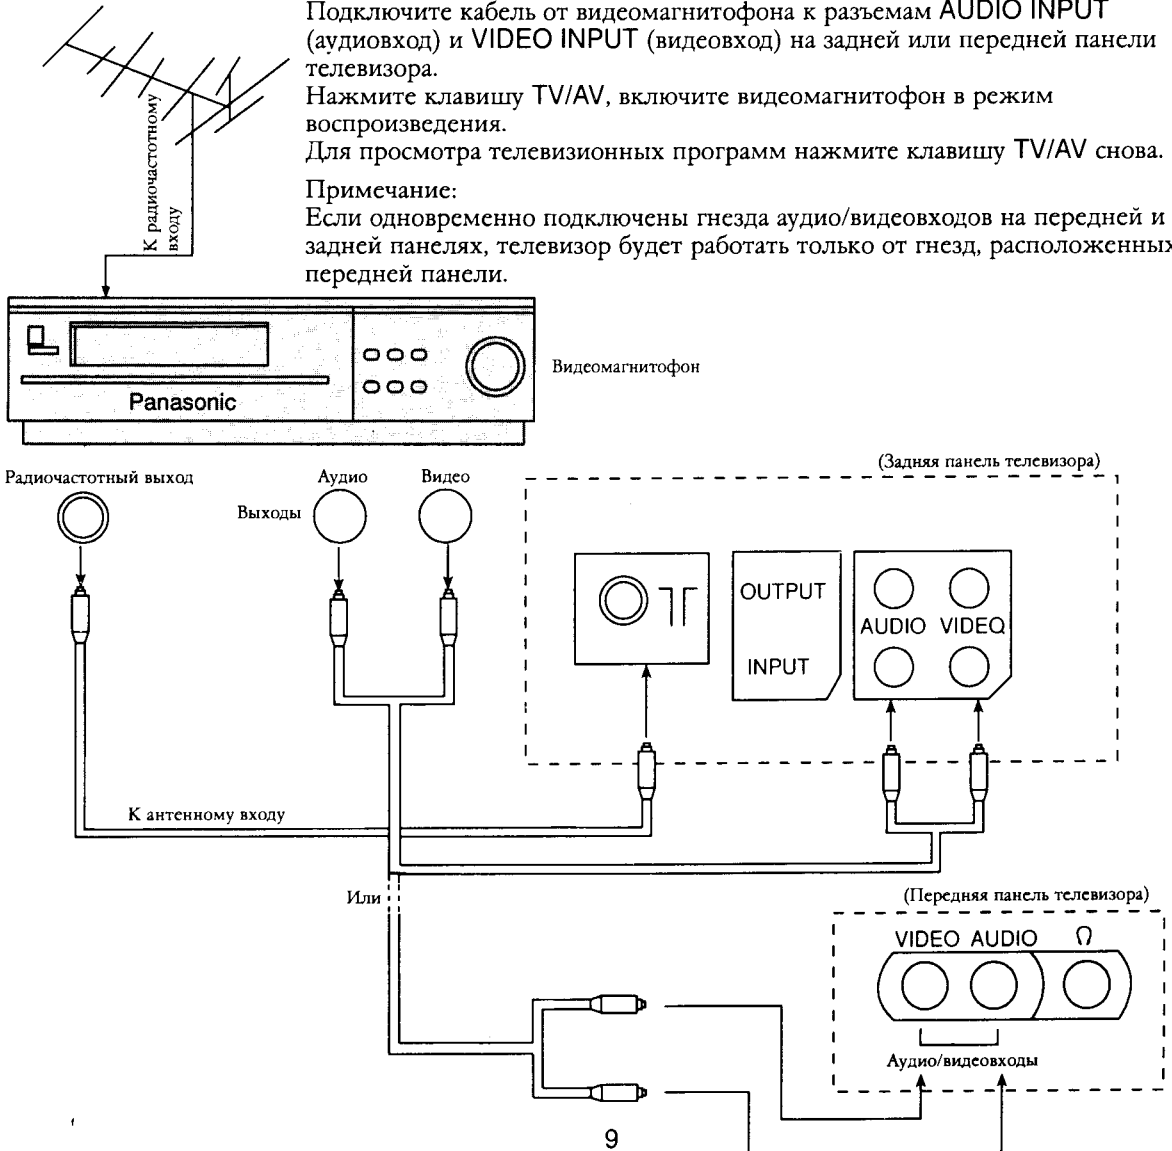 Подключите кабель от видеомагнитофона к разъемам AUDIO INPUT
(аудиовход) и VIDEO INPUT (видеовход) на задней или передней панели
телевизора.
Нажмите клавишу TV/AV, включите видеомагнитофон в режим
воспроизведения.
Для просмотра телевизионных программ нажмите клавишу TV/AV снова.
Примечание:
Если одновременно подключены гнезда аудио/видеовходов на передней и
задней панелях, телевизор будет работать только от гнезд, расположенных
передней панели.
К радиочастотному
входу
Panasonic
Видеомагнитофон
Радиочастотный выход
Аудио
Видео
Выходы
(Задняя панель телевизора)
OUTPUT
INPUT
AUDIO VIDEO
К антенному входу
Или
(Передняя панель телевизора)
VIDEO AUDIO
Аудио/видеовходы
9